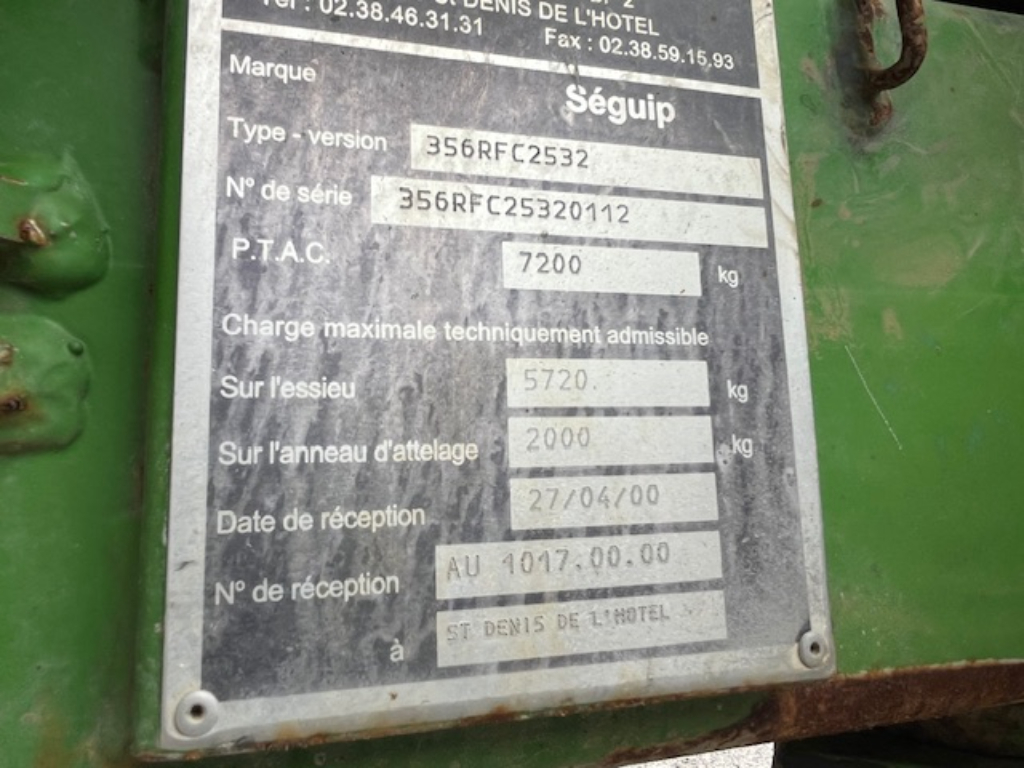 DENIS DE L'HOTEL
Tél : 02.38.46.31.31 Fax : 02.38.59.15.93
Marque Séguip
Type - version 356RFC2532
N° de série 356RFC25320112
P.T.A.C. 7200 kg
Charge maximale techniquement admissible
Sur l'essieu 5720. kg
Sur l'anneau d'attelage 2000 kg
Date de réception 27/04/00
N° de réception AU 1017.00.00
à ST DENIS DE L'HOTEL